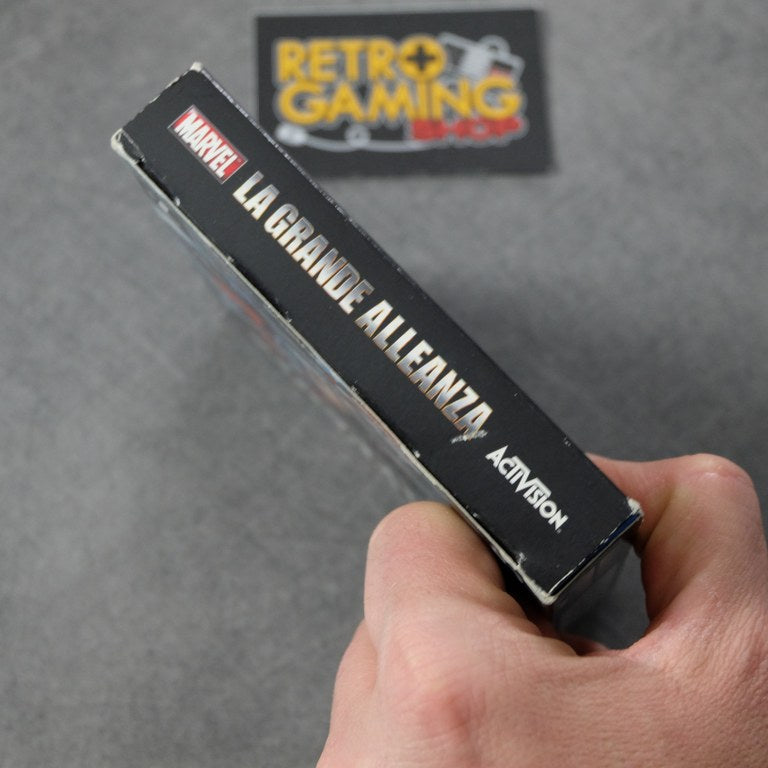 RETRO
GAMING
SHOP
MARVEL
LA GRANDE ALLEANZA
ACTIVISION